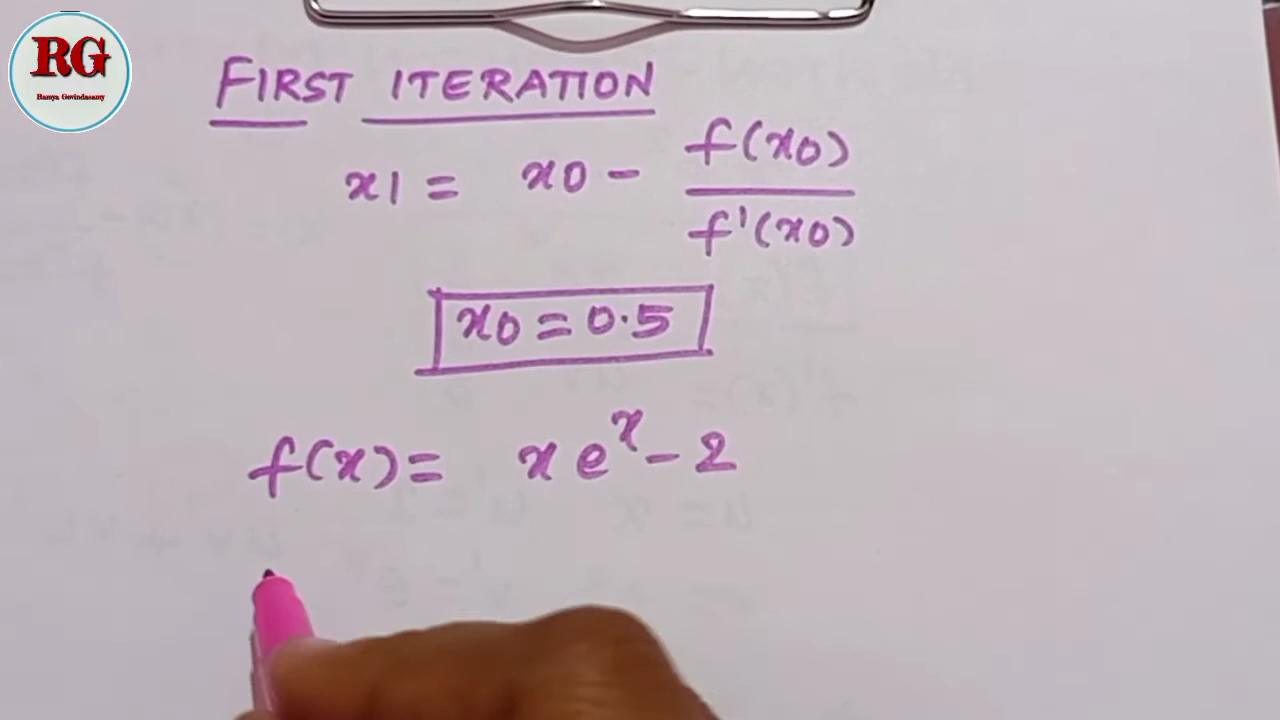 RG
Ramya Govindasamy
FIRST ITERATION
x1 = x0 - f(x0) / f'(x0)
x0 = 0.5
f(x) = x e^x - 2